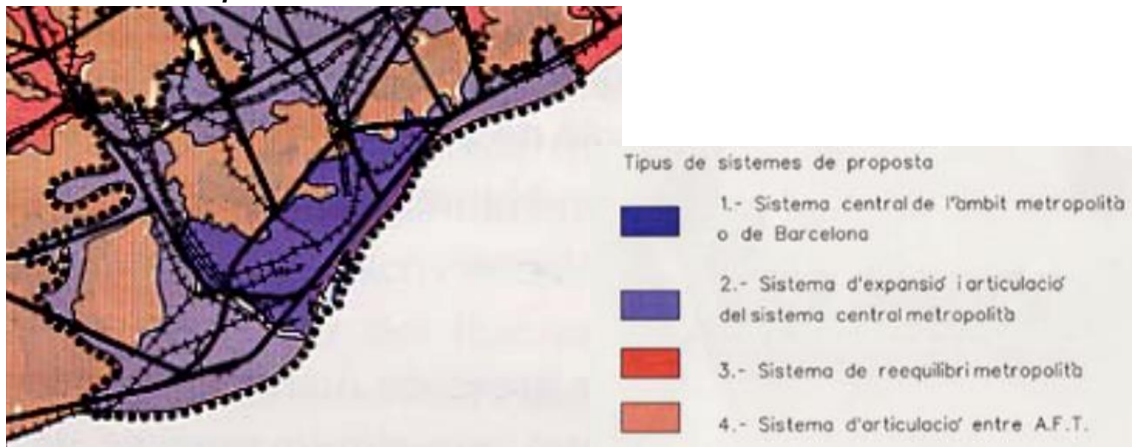 Tipus de sistemes de proposta
1.- Sistema central de l'àmbit metropolità
o de Barcelona
2.- Sistema d'expansió i articulació
del sistema central metropolità
3.- Sistema de reequilibri metropolità
4.- Sistema d'articulació entre A.F.T.